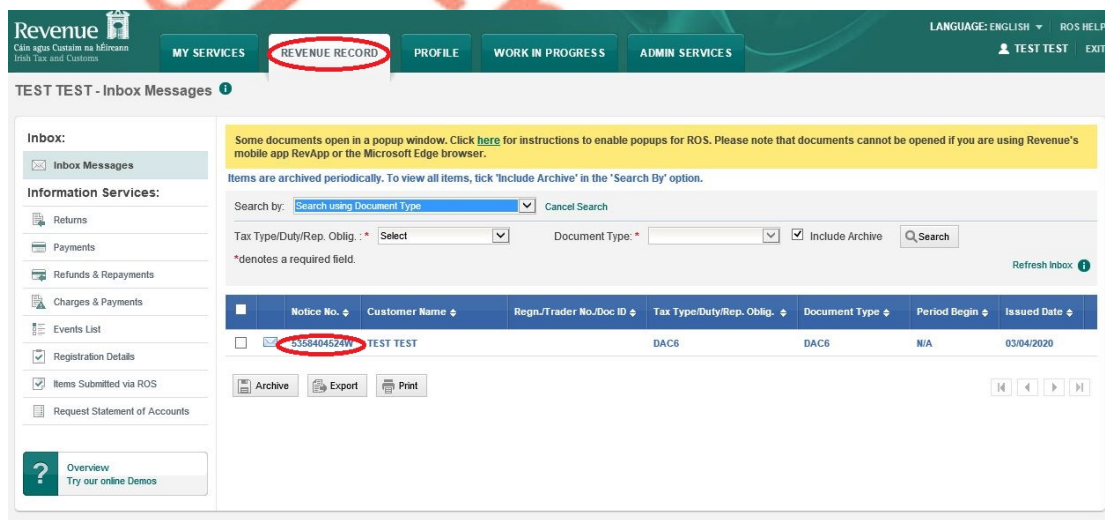 Revenue
Cáin agus Custaim na hÉireann
Irish Tax and Customs
MY SERVICES
REVENUE RECORD
PROFILE
WORK IN PROGRESS
ADMIN SERVICES
LANGUAGE: ENGLISH
ROS HELP
TEST TEST
EXIT
TEST TEST - Inbox Messages
Inbox:
Inbox Messages
Information Services:
Returns
Payments
Refunds & Repayments
Charges & Payments
Events List
Registration Details
Items Submitted via ROS
Request Statement of Accounts
?
Overview
Try our online Demos
Some documents open in a popup window. Click here for instructions to enable popups for ROS. Please note that documents cannot be opened if you are using Revenue's
mobile app RevApp or the Microsoft Edge browser.
Items are archived periodically. To view all items, tick 'Include Archive' in the 'Search By' option.
Search by: Search using Document Type Cancel Search
Tax Type/Duty/Rep. Oblig. : * Select Document Type: * Include Archive Search
*denotes a required field.
Refresh Inbox
Notice No. Customer Name Regn./Trader No./Doc ID Tax Type/Duty/Rep. Oblig. Document Type Period Begin Issued Date
5358404524W TEST TEST DAC6 DAC6 N/A 03/04/2020
Archive Export Print